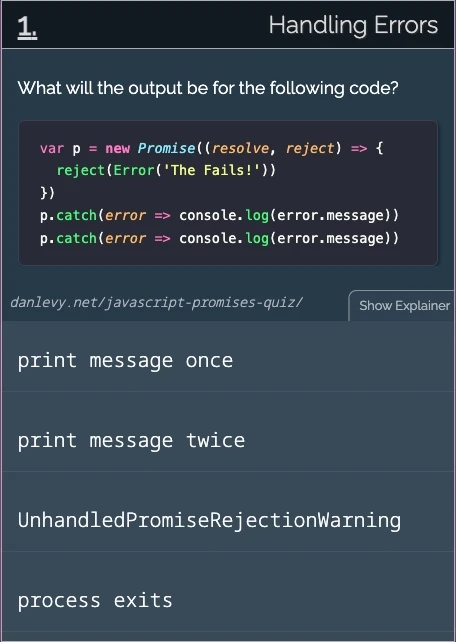 1.
Handling Errors
What will the output be for the following code?
var p = new Promise((resolve, reject) => {
  reject(Error('The Fails!'))
})
p.catch(error => console.log(error.message))
p.catch(error => console.log(error.message))
danlevy.net/javascript-promises-quiz/
Show Explainer
print message once
print message twice
UnhandledPromiseRejectionWarning
process exits